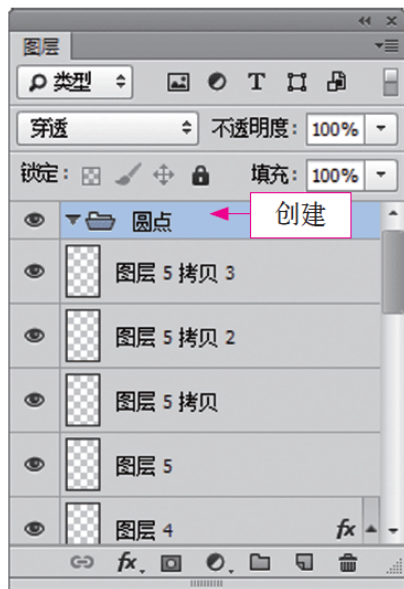 图层
类型
穿透 不透明度: 100%
锁定: 填充: 100%
圆点 创建
图层 5 拷贝 3
图层 5 拷贝 2
图层 5 拷贝
图层 5
图层 4 fx
fx